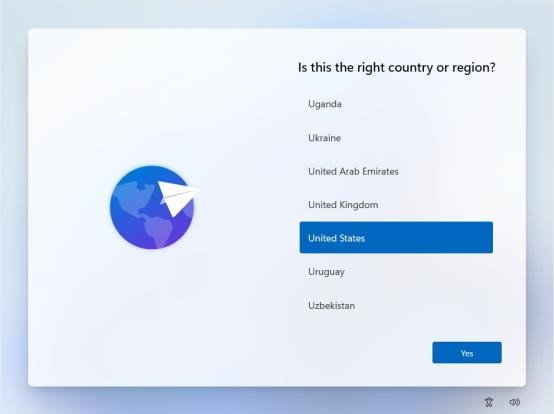 Is this the right country or region?
Uganda
Ukraine
United Arab Emirates
United Kingdom
United States
Uruguay
Uzbekistan
Yes